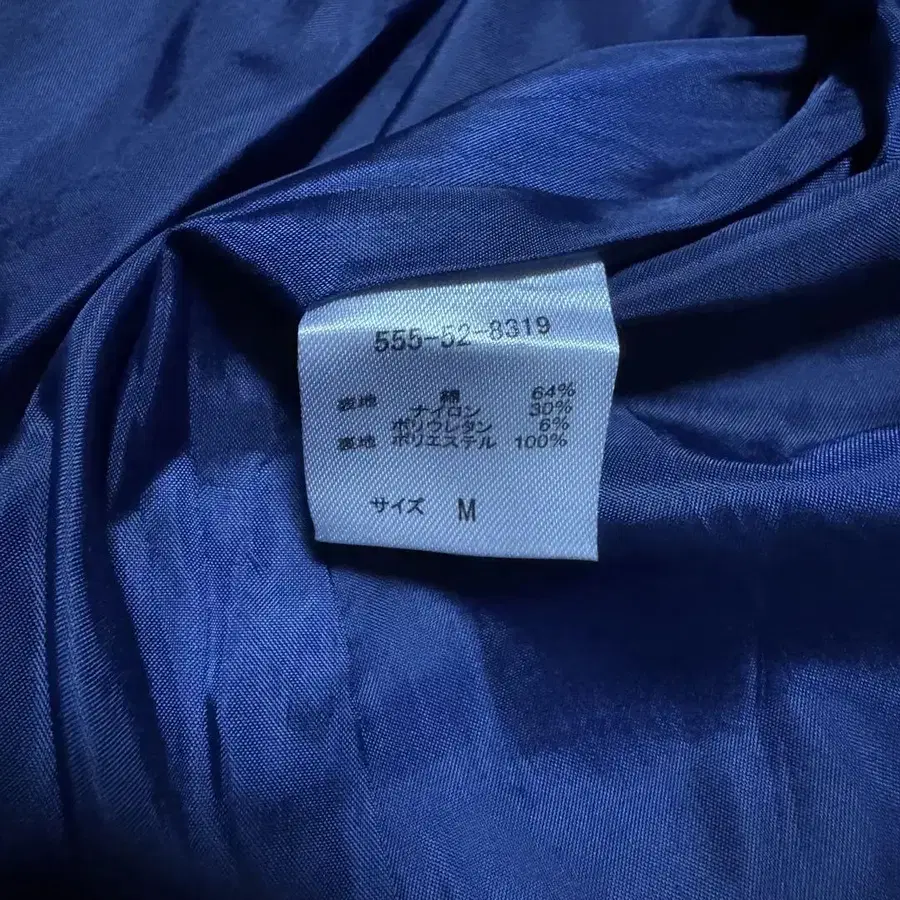 555-52-8319
表地 綿 64%
ナイロン 30%
ポリウレタン 6%
裏地 ポリエステル 100%
サイズ M